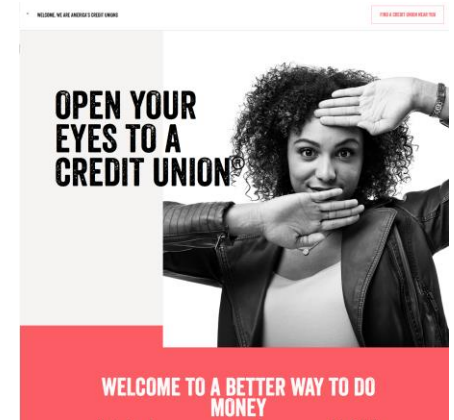 WELCOME, WE ARE AMERICA'S CREDIT UNIONS
FIND A CREDIT UNION NEAR YOU
OPEN YOUR
EYES TO A
CREDIT UNION®
WELCOME TO A BETTER WAY TO DO
MONEY